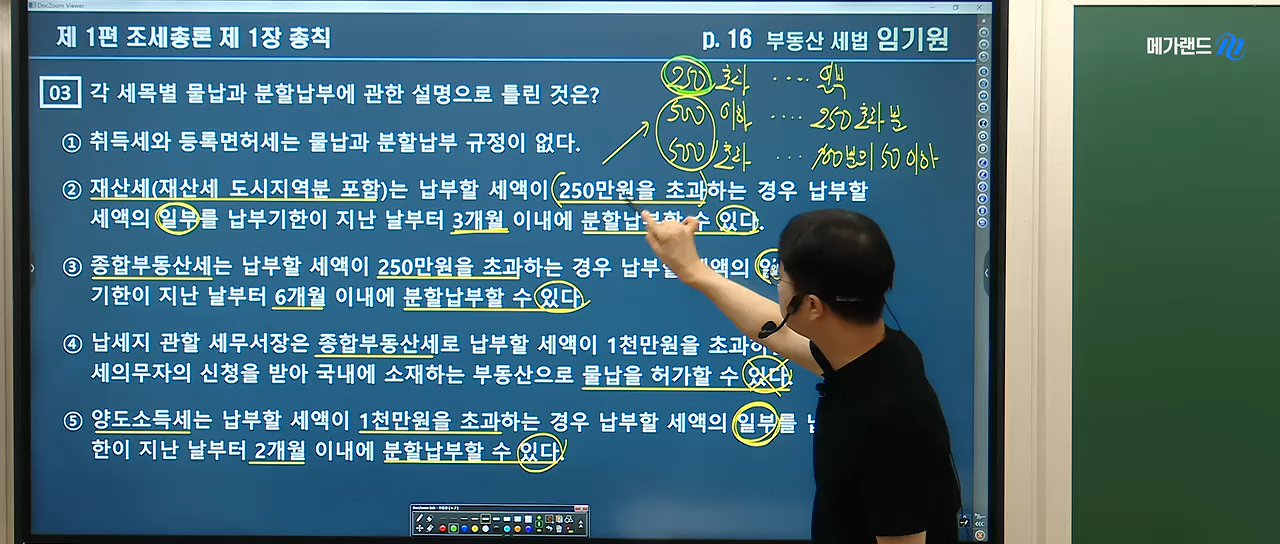 DocZoom Viewer
제 1편 조세총론 제 1장 총칙
p. 16 부동산 세법 임기원
메가랜드
250 초과 ···· 일부
500 이하 ···· 250 초과분
500 초과 ··· 100분의 50 이하
03 각 세목별 물납과 분할납부에 관한 설명으로 틀린 것은?
① 취득세와 등록면허세는 물납과 분할납부 규정이 없다.
② 재산세(재산세 도시지역분 포함)는 납부할 세액이 250만원을 초과하는 경우 납부할
세액의 일부를 납부기한이 지난 날부터 3개월 이내에 분할납부할 수 있다.
③ 종합부동산세는 납부할 세액이 250만원을 초과하는 경우 납부할 세액의
기한이 지난 날부터 6개월 이내에 분할납부할 수 있다
④ 납세지 관할 세무서장은 종합부동산세로 납부할 세액이 1천만원을 초과하
세의무자의 신청을 받아 국내에 소재하는 부동산으로 물납을 허가할 수 있다.
⑤ 양도소득세는 납부할 세액이 1천만원을 초과하는 경우 납부할 세액의 일부를
한이 지난 날부터 2개월 이내에 분할납부할 수 있다.